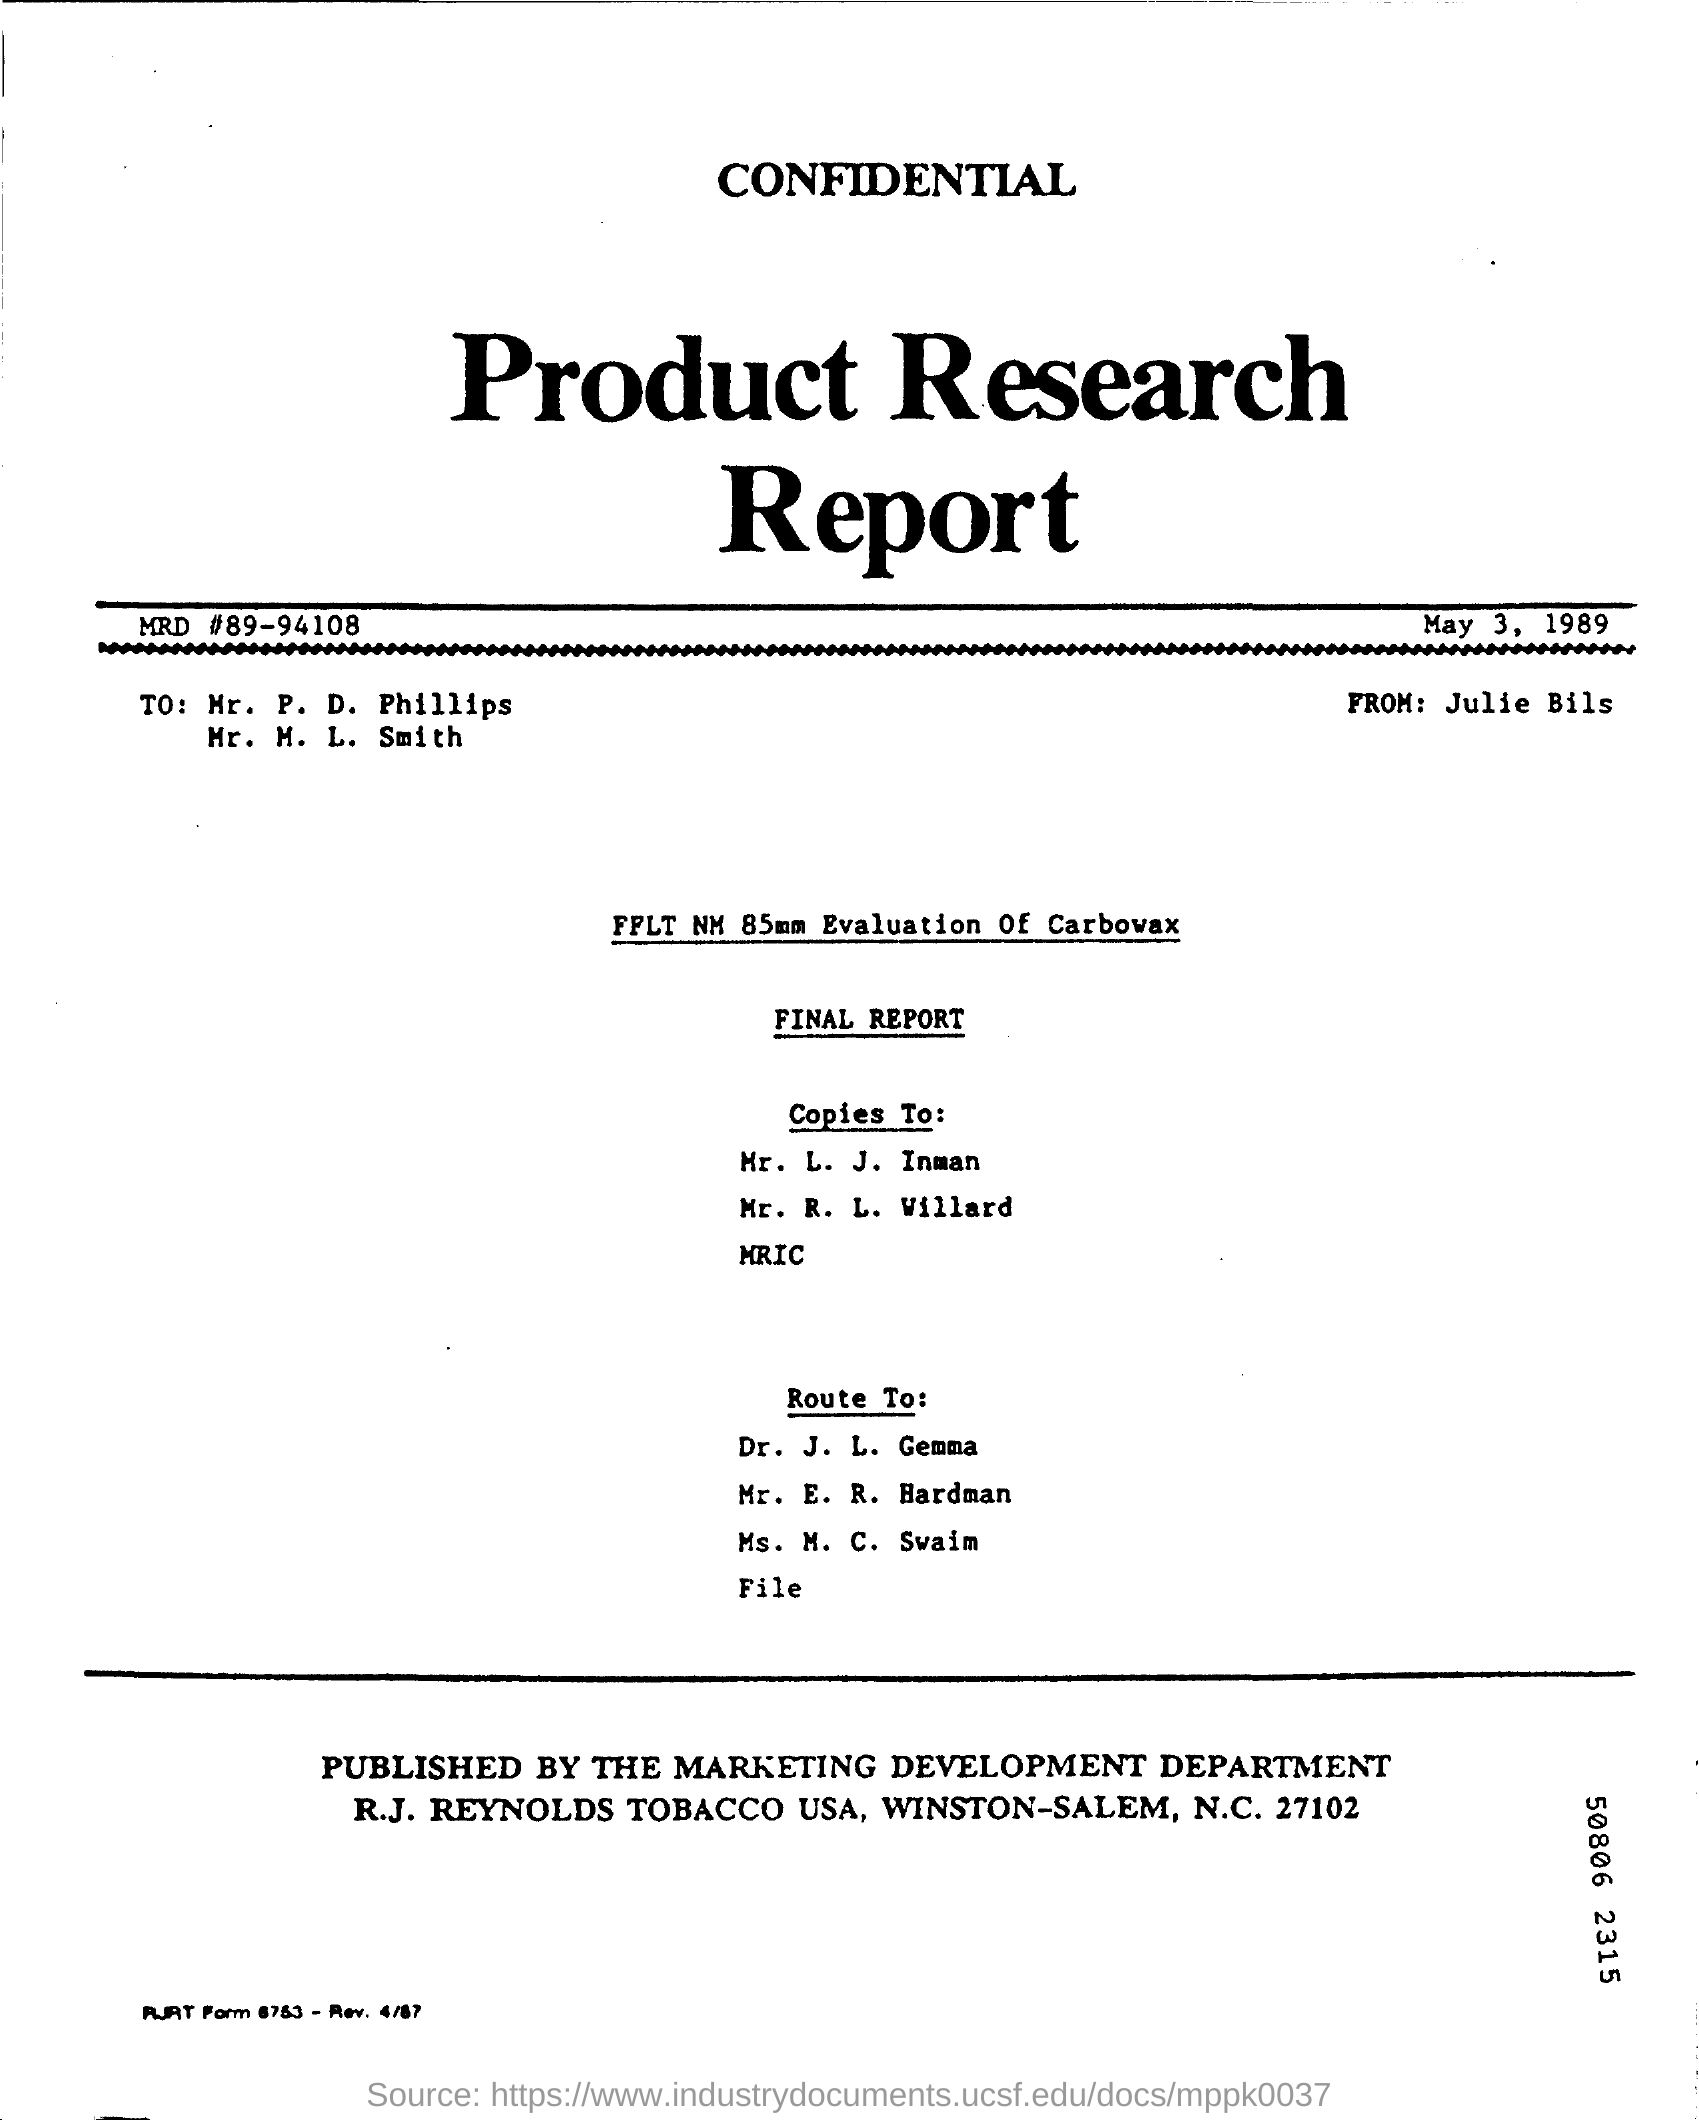 CONFIDENTIAL
Product Research
Report
MRD #89-94108 May 3, 1989
TO: Mr. P. D. Phillips FROM: Julie Bils
Mr. M. L. Smith
FFLT NM 85mm Evaluation Of Carbowax
FINAL REPORT
Copies To:
Mr. L. J. Inman
Mr. R. L. Willard
MRIC
Route To:
Dr. J. L. Gemma
Mr. E. R. Hardman
Ms. M. C. Swaim
File
PUBLISHED BY THE MARKETING DEVELOPMENT DEPARTMENT
R.J. REYNOLDS TOBACCO USA, WINSTON-SALEM, N.C. 27102
50806 2315
RJRT Form 6753 - Rev. 4/87
Source: https://www.industrydocuments.ucsf.edu/docs/mppk0037